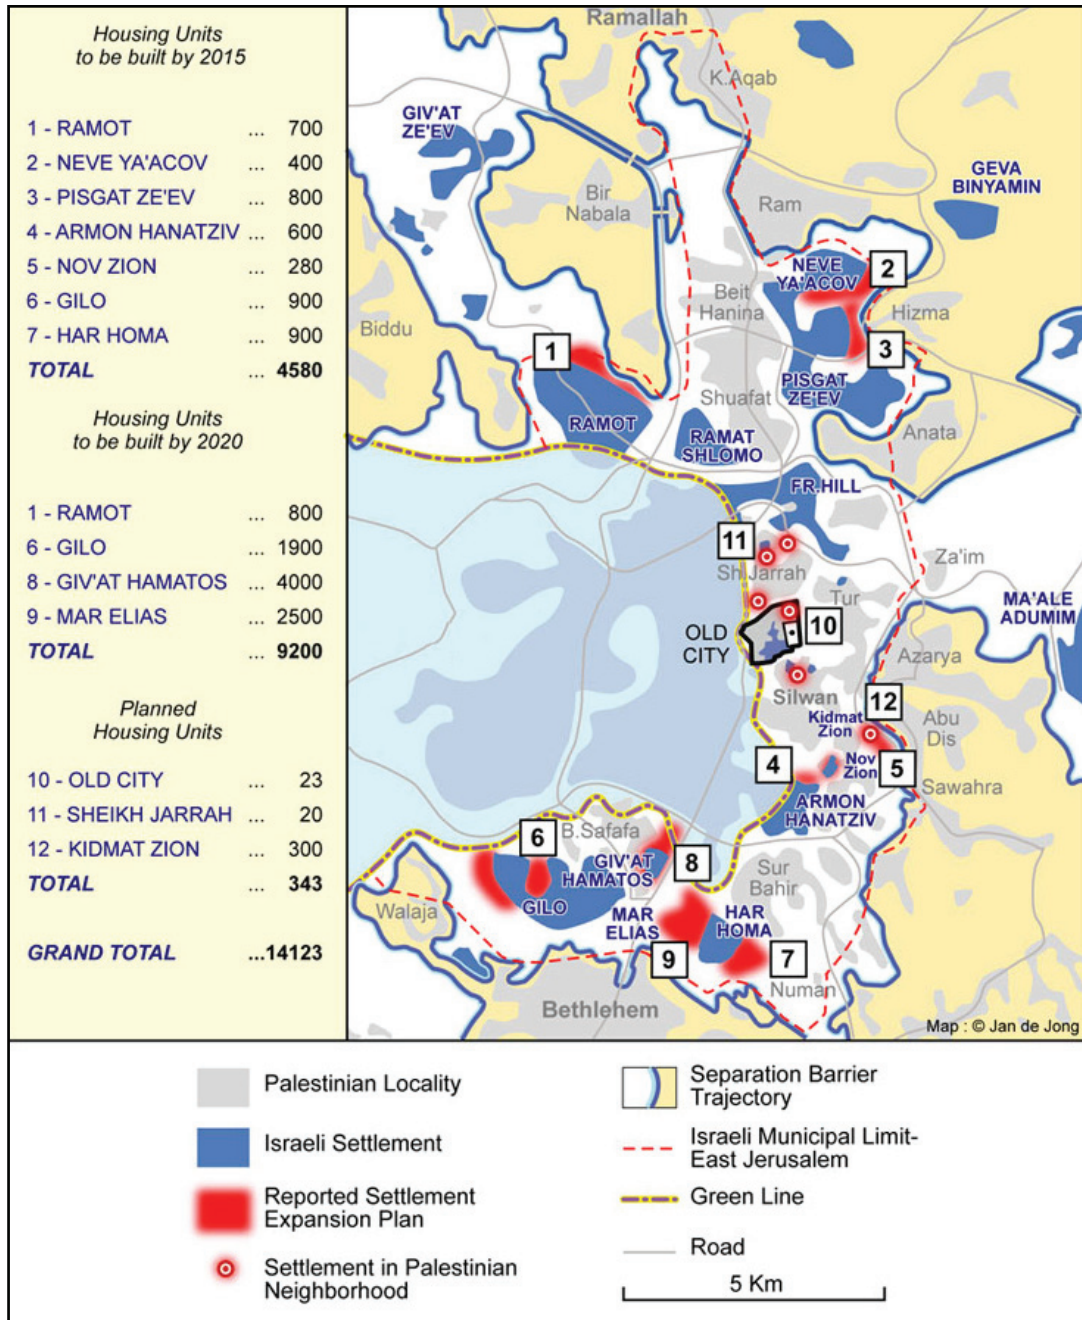 Housing Units
to be built by 2015
1 - RAMOT ... 700
2 - NEVE YA'ACOV ... 400
3 - PISGAT ZE'EV ... 800
4 - ARMON HANATZIV ... 600
5 - NOV ZION ... 280
6 - GILO ... 900
7 - HAR HOMA ... 900
TOTAL ... 4580
Housing Units
to be built by 2020
1 - RAMOT ... 800
6 - GILO ... 1900
8 - GIV'AT HAMATOS ... 4000
9 - MAR ELIAS ... 2500
TOTAL ... 9200
Planned
Housing Units
10 - OLD CITY ... 23
11 - SHEIKH JARRAH ... 20
12 - KIDMAT ZION ... 300
TOTAL ... 343
GRAND TOTAL ...14123
Ramallah
K.Aqab
GIV'AT
ZE'EV
GEVA
BINYAMIN
Bir
Nabala
Ram
NEVE
YA'ACOV
2
Beit
Hanina
Hizma
Biddu
1
3
PISGAT
ZE'EV
Shuafat
RAMOT
RAMAT
SHLOMO
Anata
FR.HILL
11
Sh.Jarrah
Za'im
Tur
MA'ALE
ADUMIM
10
OLD
CITY
Azarya
Silwan
12
Kidmat
Zion
Abu
Dis
4
Nov
Zion
5
Sawahra
ARMON
HANATZIV
6
B.Safafa
GIV'AT
HAMATOS
8
Sur
Bahir
GILO
Walaja
MAR
ELIAS
HAR
HOMA
9
7
Numan
Bethlehem
Map : © Jan de Jong
Palestinian Locality
Israeli Settlement
Reported Settlement
Expansion Plan
Settlement in Palestinian
Neighborhood
Separation Barrier
Trajectory
Israeli Municipal Limit-
East Jerusalem
Green Line
Road
5 Km